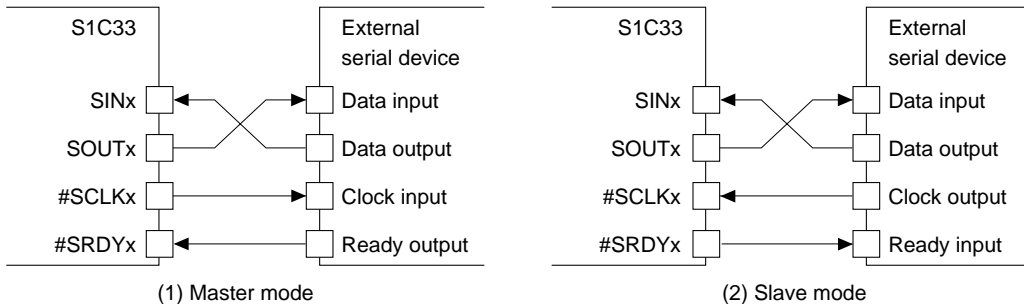 S1C33
External
serial device
SINx
Data input
SOUTx
Data output
#SCLKx
Clock input
#SRDYx
Ready output
(1) Master mode
S1C33
External
serial device
SINx
Data input
SOUTx
Data output
#SCLKx
Clock output
#SRDYx
Ready input
(2) Slave mode